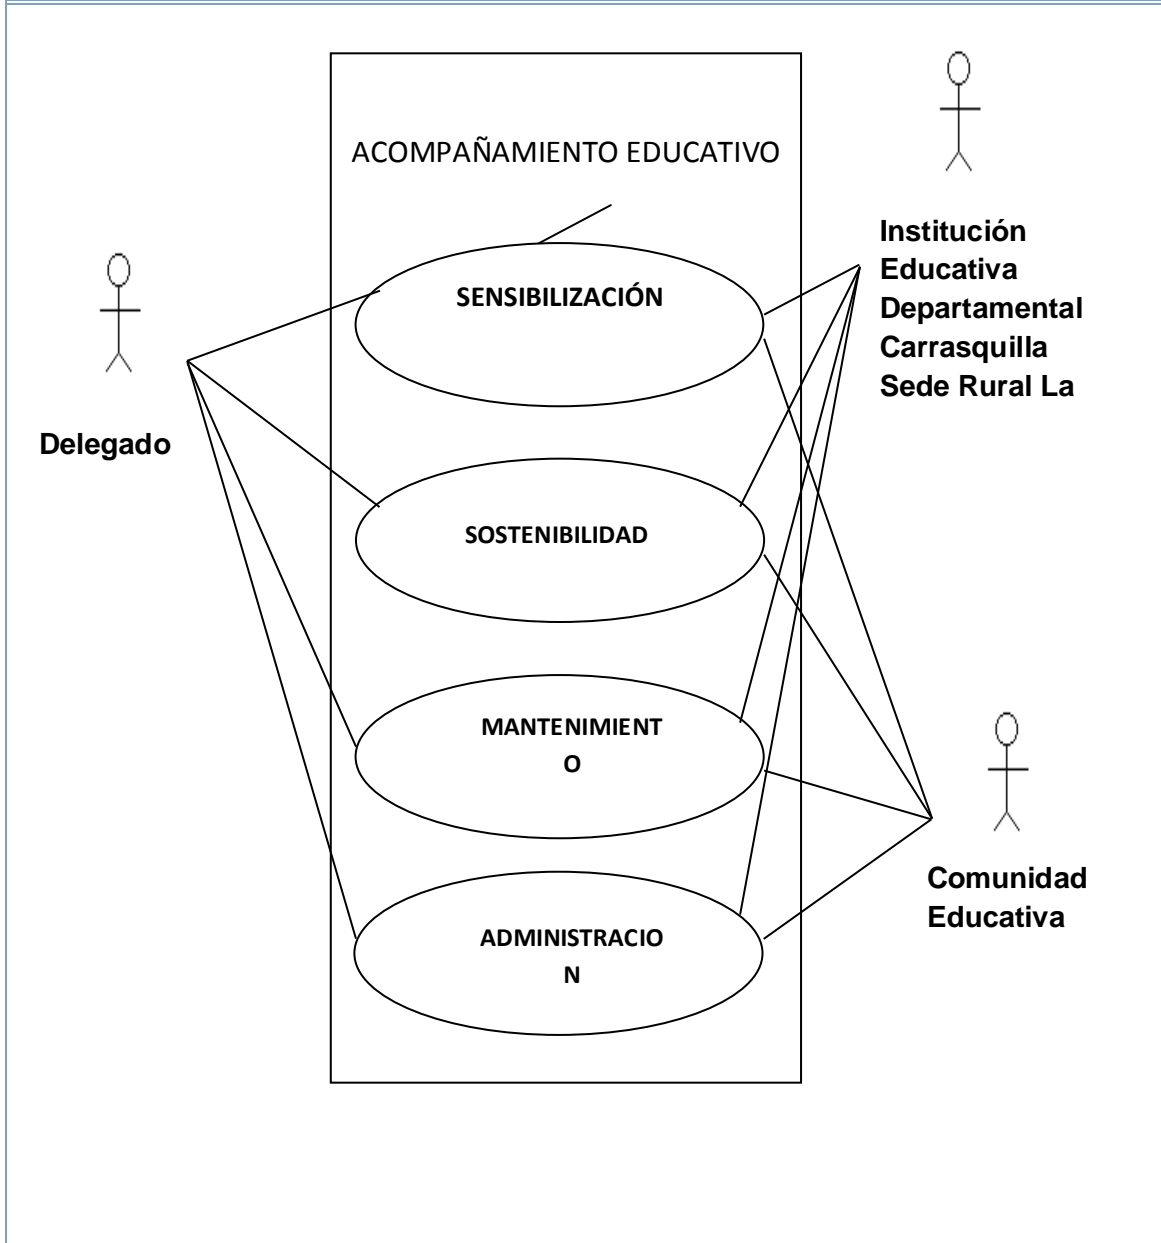 ACOMPAÑAMIENTO EDUCATIVO
Institución
Educativa
Departamental
Carrasquilla
Sede Rural La
SENSIBILIZACIÓN
Delegado
SOSTENIBILIDAD
MANTENIMIENT
O
Comunidad
Educativa
ADMINISTRACIO
N